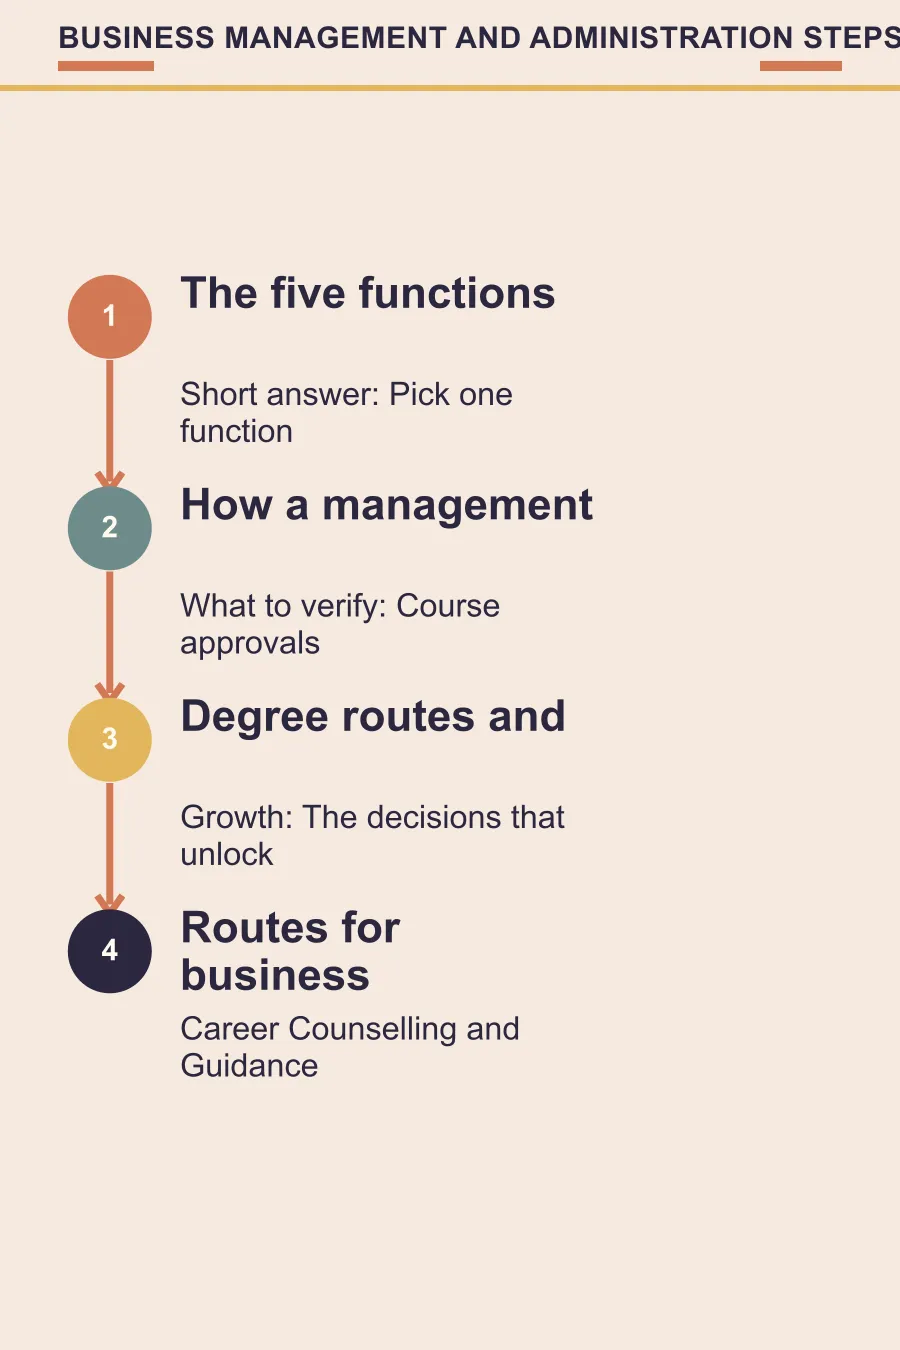 BUSINESS MANAGEMENT AND ADMINISTRATION STEPS
1
The five functions
Short answer: Pick one
function
2
How a management
What to verify: Course
approvals
3
Degree routes and
Growth: The decisions that
unlock
4
Routes for
business
Career Counselling and
Guidance